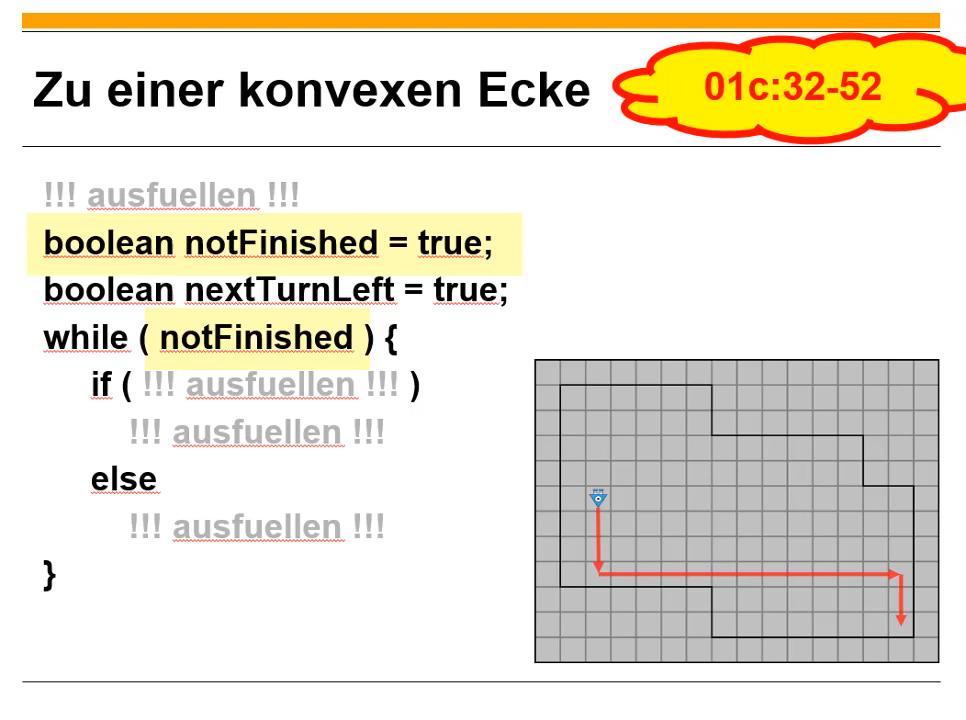 Zu einer konvexen Ecke
01c:32-52
!!! ausfuellen !!!
boolean notFinished = true;
boolean nextTurnLeft = true;
while ( notFinished ) {
if ( !!! ausfuellen !!! )
!!! ausfuellen !!!
else
!!! ausfuellen !!!
}